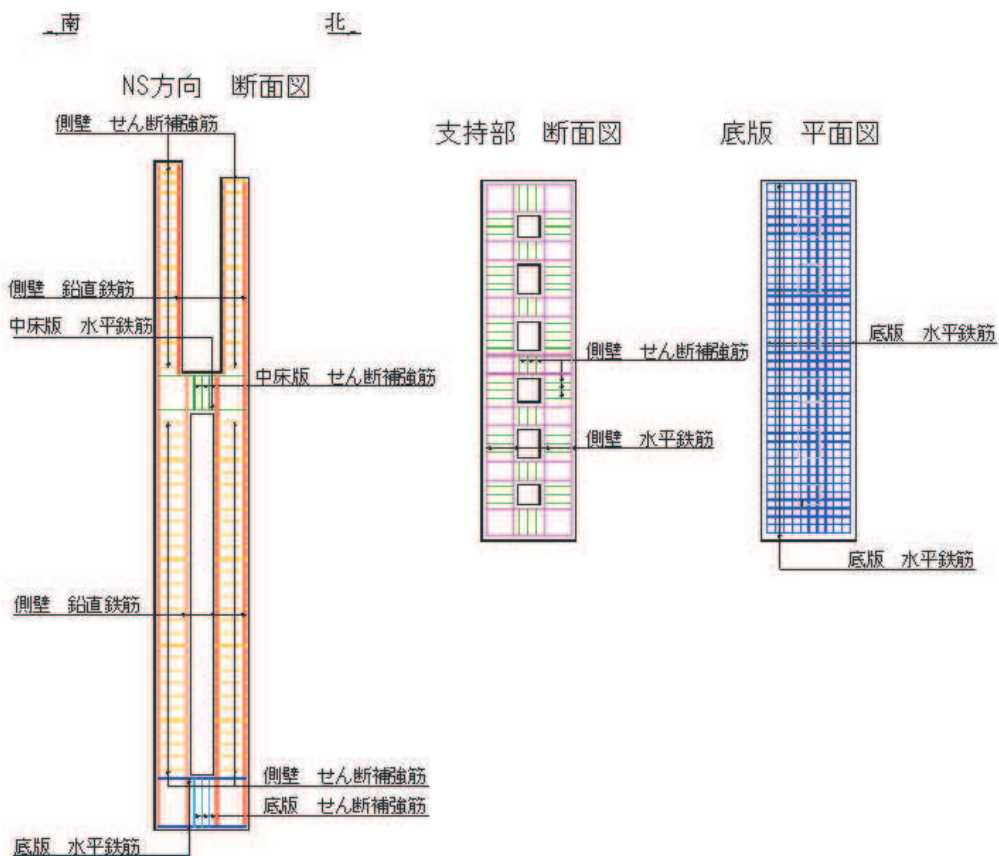 南
北
NS方向 断面図
側壁 せん断補強筋
支持部 断面図
底版 平面図
側壁 鉛直鉄筋
中床版 水平鉄筋
底版 水平鉄筋
側壁 せん断補強筋
中床版 せん断補強筋
側壁 水平鉄筋
底版 水平鉄筋
側壁 鉛直鉄筋
側壁 せん断補強筋
底版 せん断補強筋
底版 水平鉄筋